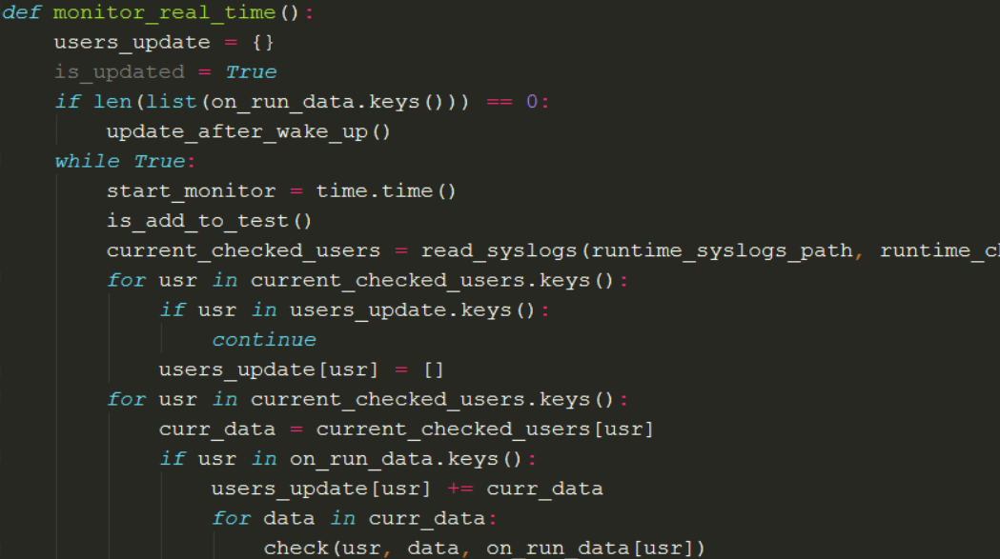 def monitor_real_time():
    users_update = {}
    is_updated = True
    if len(list(on_run_data.keys())) == 0:
        update_after_wake_up()
    while True:
        start_monitor = time.time()
        is_add_to_test()
        current_checked_users = read_syslogs(runtime_syslogs_path, runtime_ch
        for usr in current_checked_users.keys():
            if usr in users_update.keys():
                continue
            users_update[usr] = []
        for usr in current_checked_users.keys():
            curr_data = current_checked_users[usr]
            if usr in on_run_data.keys():
                users_update[usr] += curr_data
                for data in curr_data:
                    check(usr, data, on_run_data[usr])